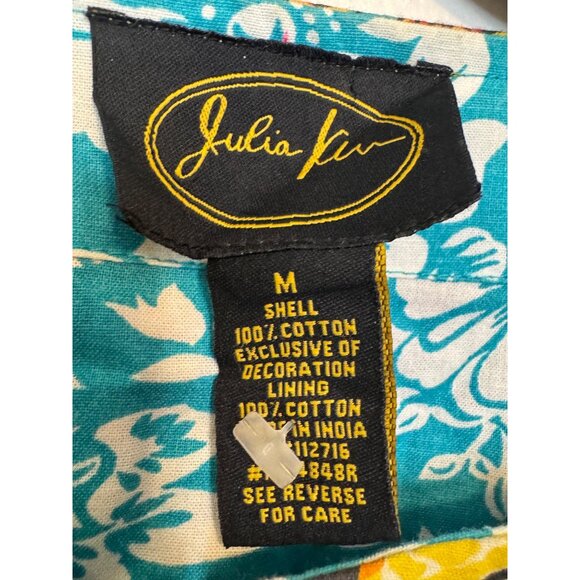 Julia
M
SHELL
100% COTTON
EXCLUSIVE OF
DECORATION
LINING
100% COTTON
IN INDIA
112716
4848R
SEE REVERSE
FOR CARE